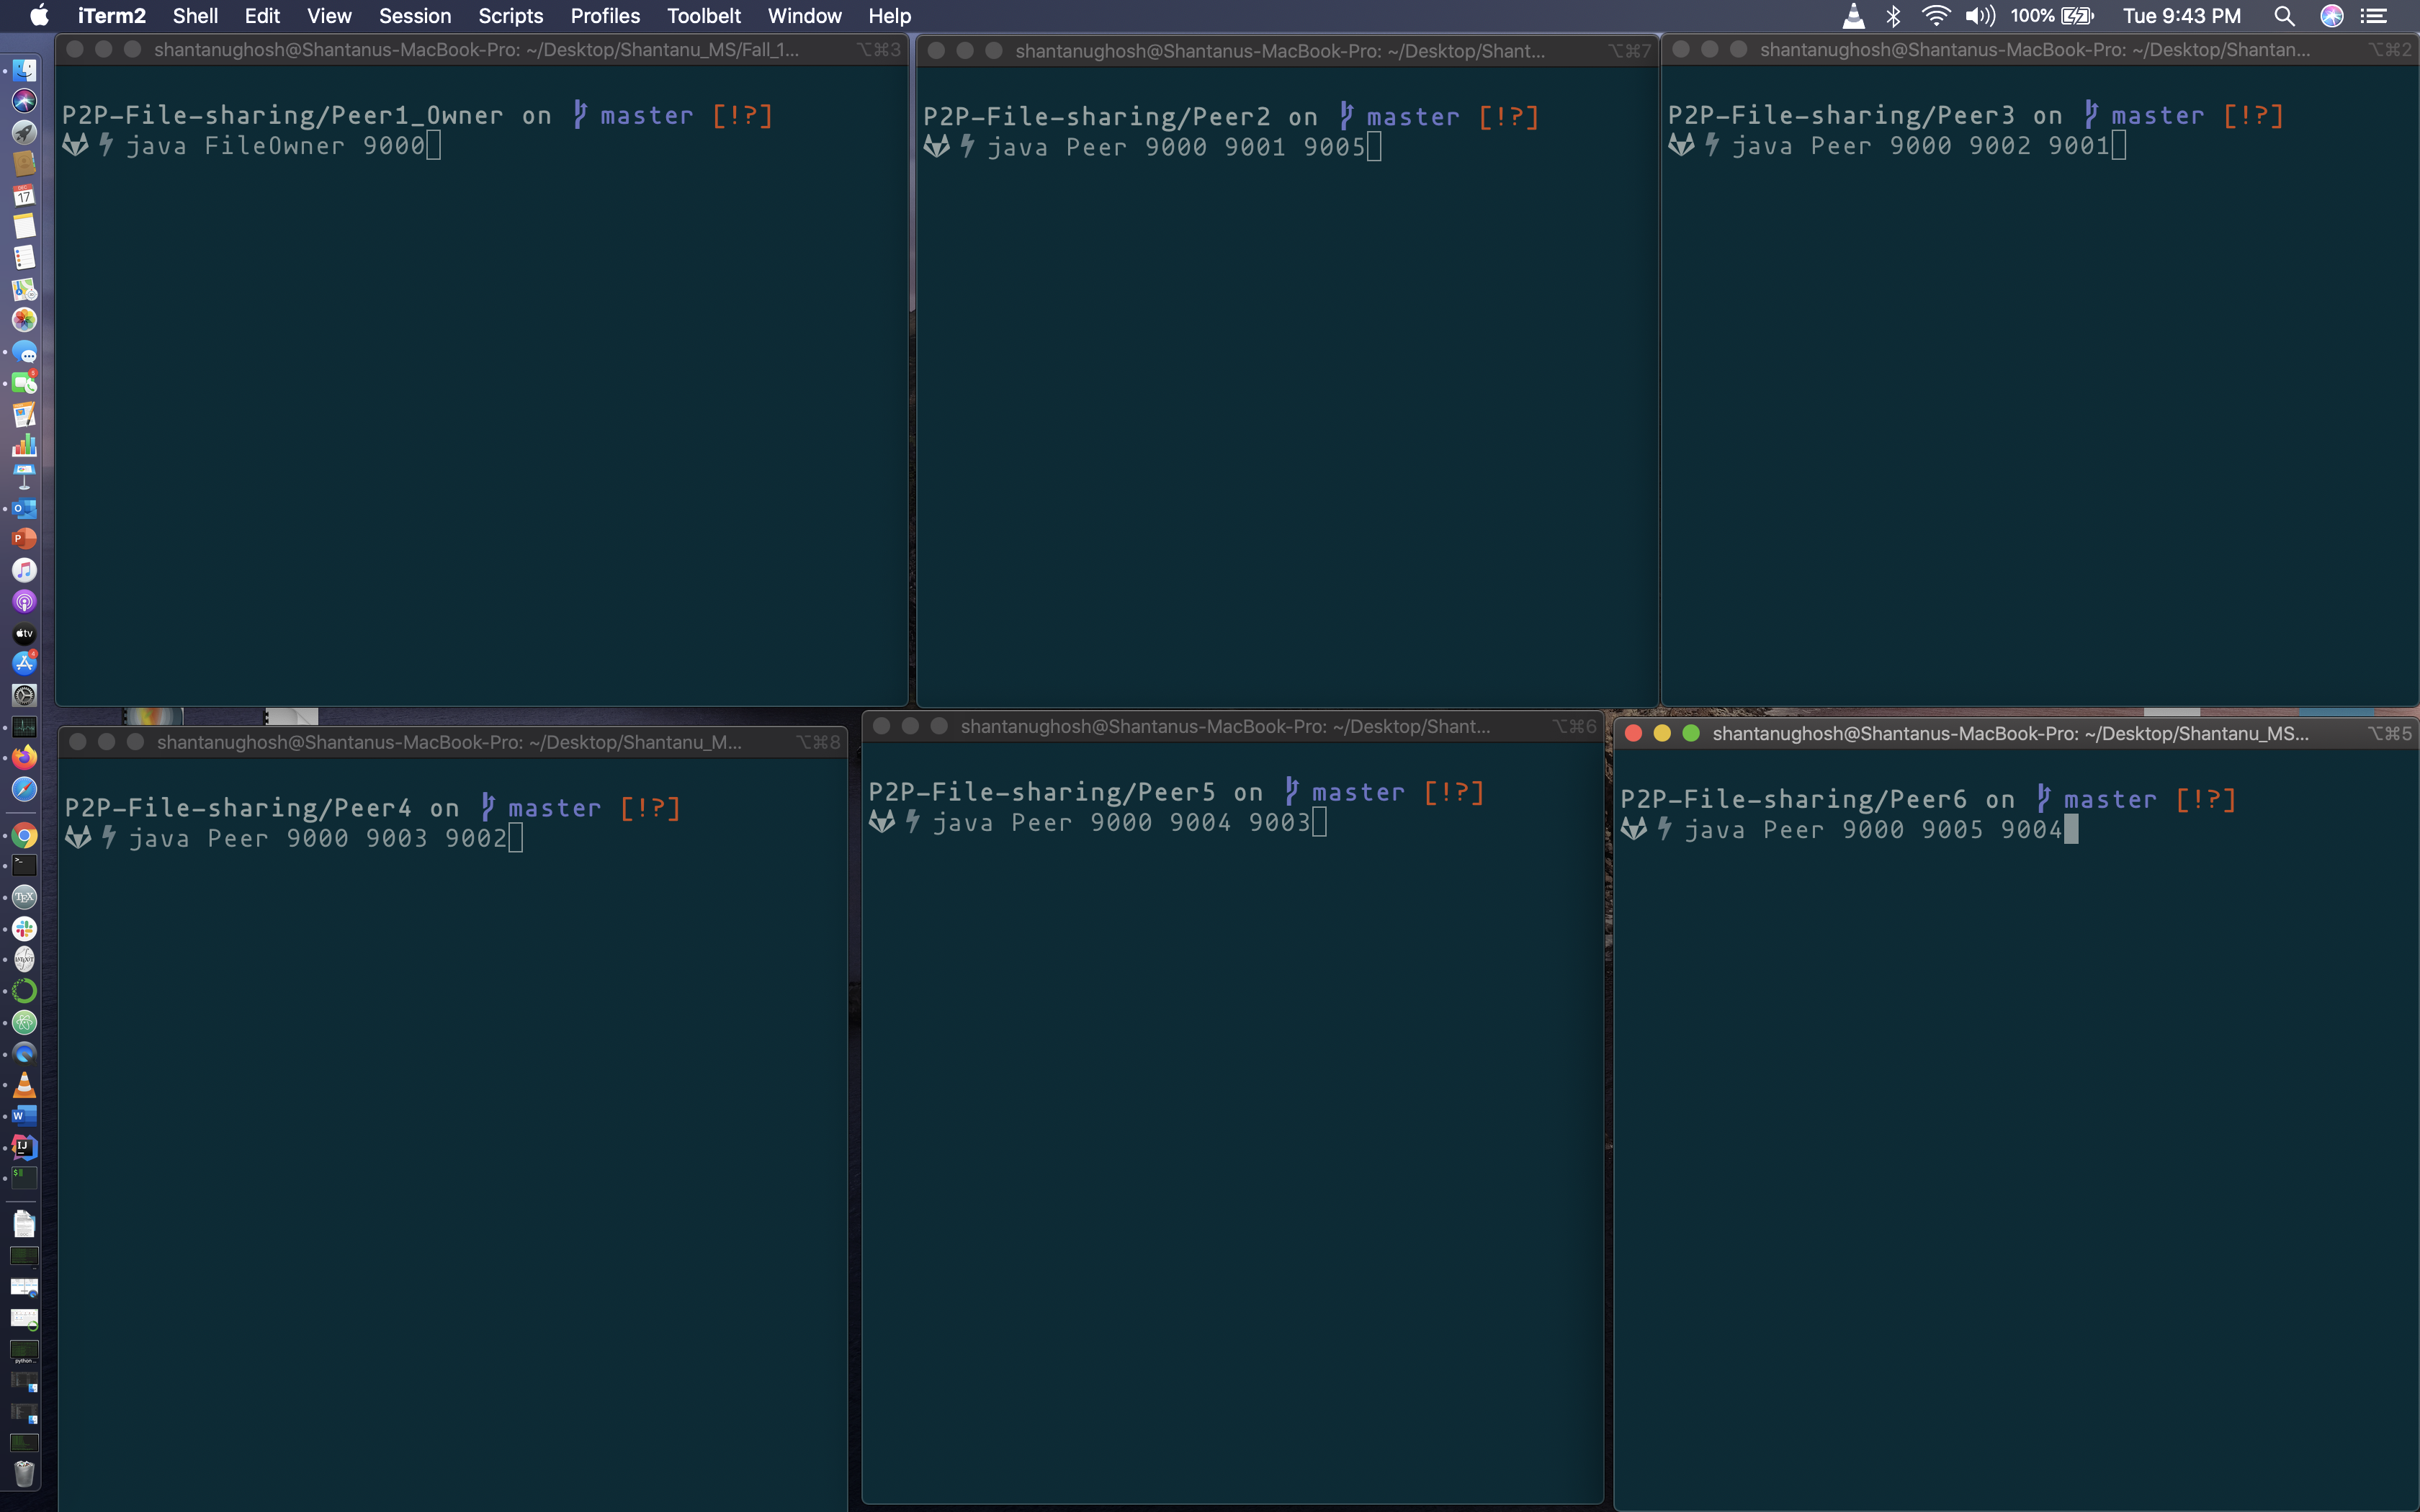 iTerm2 Shell Edit View Session Scripts Profiles Toolbelt Window Help 100% Tue 9:43 PM
shantanughosh@Shantanus-MacBook-Pro: ~/Desktop/Shantanu_MS/Fall_1... ⌥⌘3
P2P-File-sharing/Peer1_Owner on master [!?]
java FileOwner 9000
shantanughosh@Shantanus-MacBook-Pro: ~/Desktop/Shant... ⌥⌘7
P2P-File-sharing/Peer2 on master [!?]
java Peer 9000 9001 9005
shantanughosh@Shantanus-MacBook-Pro: ~/Desktop/Shantan... ⌥⌘2
P2P-File-sharing/Peer3 on master [!?]
java Peer 9000 9002 9001
shantanughosh@Shantanus-MacBook-Pro: ~/Desktop/Shantanu_M... ⌥⌘8
P2P-File-sharing/Peer4 on master [!?]
java Peer 9000 9003 9002
shantanughosh@Shantanus-MacBook-Pro: ~/Desktop/Shant... ⌥⌘6
P2P-File-sharing/Peer5 on master [!?]
java Peer 9000 9004 9003
shantanughosh@Shantanus-MacBook-Pro: ~/Desktop/Shantanu_MS... ⌥⌘5
P2P-File-sharing/Peer6 on master [!?]
java Peer 9000 9005 9004
17
tv
TEX
W
IJ